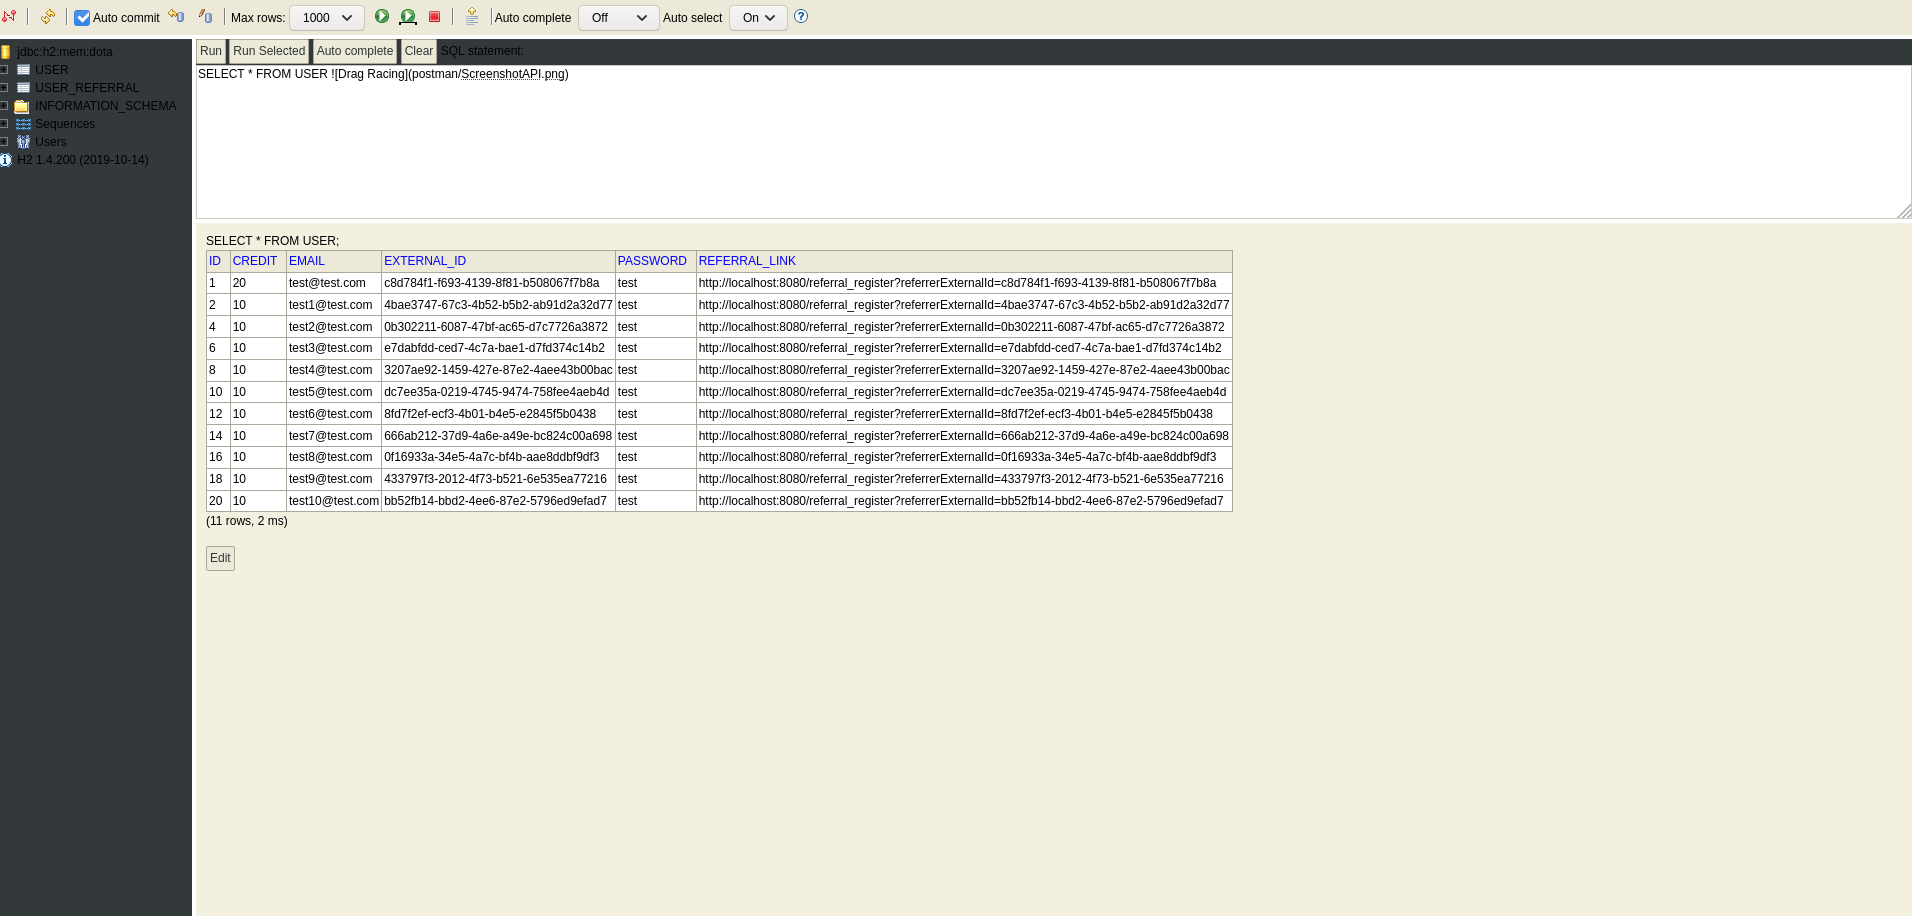 Auto commit Max rows: 1000 Auto complete Off Auto select On
jdbc:h2:mem:dota
USER
USER_REFERRAL
INFORMATION_SCHEMA
Sequences
Users
H2 1.4.200 (2019-10-14)
Run Run Selected Auto complete Clear SQL statement:
SELECT * FROM USER ![Drag Racing](postman/ScreenshotAPI.png)
SELECT * FROM USER;
ID CREDIT EMAIL EXTERNAL_ID PASSWORD REFERRAL_LINK
1 20 test@test.com c8d784f1-f693-4139-8f81-b508067f7b8a test http://localhost:8080/referral_register?referrerExternalId=c8d784f1-f693-4139-8f81-b508067f7b8a
2 10 test1@test.com 4bae3747-67c3-4b52-b5b2-ab91d2a32d77 test http://localhost:8080/referral_register?referrerExternalId=4bae3747-67c3-4b52-b5b2-ab91d2a32d77
4 10 test2@test.com 0b302211-6087-47bf-ac65-d7c7726a3872 test http://localhost:8080/referral_register?referrerExternalId=0b302211-6087-47bf-ac65-d7c7726a3872
6 10 test3@test.com e7dabfdd-ced7-4c7a-bae1-d7fd374c14b2 test http://localhost:8080/referral_register?referrerExternalId=e7dabfdd-ced7-4c7a-bae1-d7fd374c14b2
8 10 test4@test.com 3207ae92-1459-427e-87e2-4aee43b00bac test http://localhost:8080/referral_register?referrerExternalId=3207ae92-1459-427e-87e2-4aee43b00bac
10 10 test5@test.com dc7ee35a-0219-4745-9474-758fee4aeb4d test http://localhost:8080/referral_register?referrerExternalId=dc7ee35a-0219-4745-9474-758fee4aeb4d
12 10 test6@test.com 8fd7f2ef-ecf3-4b01-b4e5-e2845f5b0438 test http://localhost:8080/referral_register?referrerExternalId=8fd7f2ef-ecf3-4b01-b4e5-e2845f5b0438
14 10 test7@test.com 666ab212-37d9-4a6e-a49e-bc824c00a698 test http://localhost:8080/referral_register?referrerExternalId=666ab212-37d9-4a6e-a49e-bc824c00a698
16 10 test8@test.com 0f16933a-34e5-4a7c-bf4b-aae8ddbf9df3 test http://localhost:8080/referral_register?referrerExternalId=0f16933a-34e5-4a7c-bf4b-aae8ddbf9df3
18 10 test9@test.com 433797f3-2012-4f73-b521-6e535ea77216 test http://localhost:8080/referral_register?referrerExternalId=433797f3-2012-4f73-b521-6e535ea77216
20 10 test10@test.com bb52fb14-bbd2-4ee6-87e2-5796ed9efad7 test http://localhost:8080/referral_register?referrerExternalId=bb52fb14-bbd2-4ee6-87e2-5796ed9efad7
(11 rows, 2 ms)
Edit